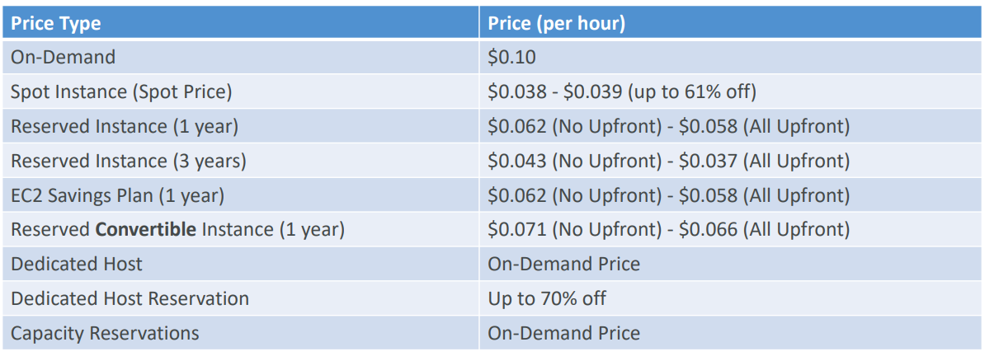 Price Type Price (per hour)
On-Demand $0.10
Spot Instance (Spot Price) $0.038 - $0.039 (up to 61% off)
Reserved Instance (1 year) $0.062 (No Upfront) - $0.058 (All Upfront)
Reserved Instance (3 years) $0.043 (No Upfront) - $0.037 (All Upfront)
EC2 Savings Plan (1 year) $0.062 (No Upfront) - $0.058 (All Upfront)
Reserved Convertible Instance (1 year) $0.071 (No Upfront) - $0.066 (All Upfront)
Dedicated Host On-Demand Price
Dedicated Host Reservation Up to 70% off
Capacity Reservations On-Demand Price